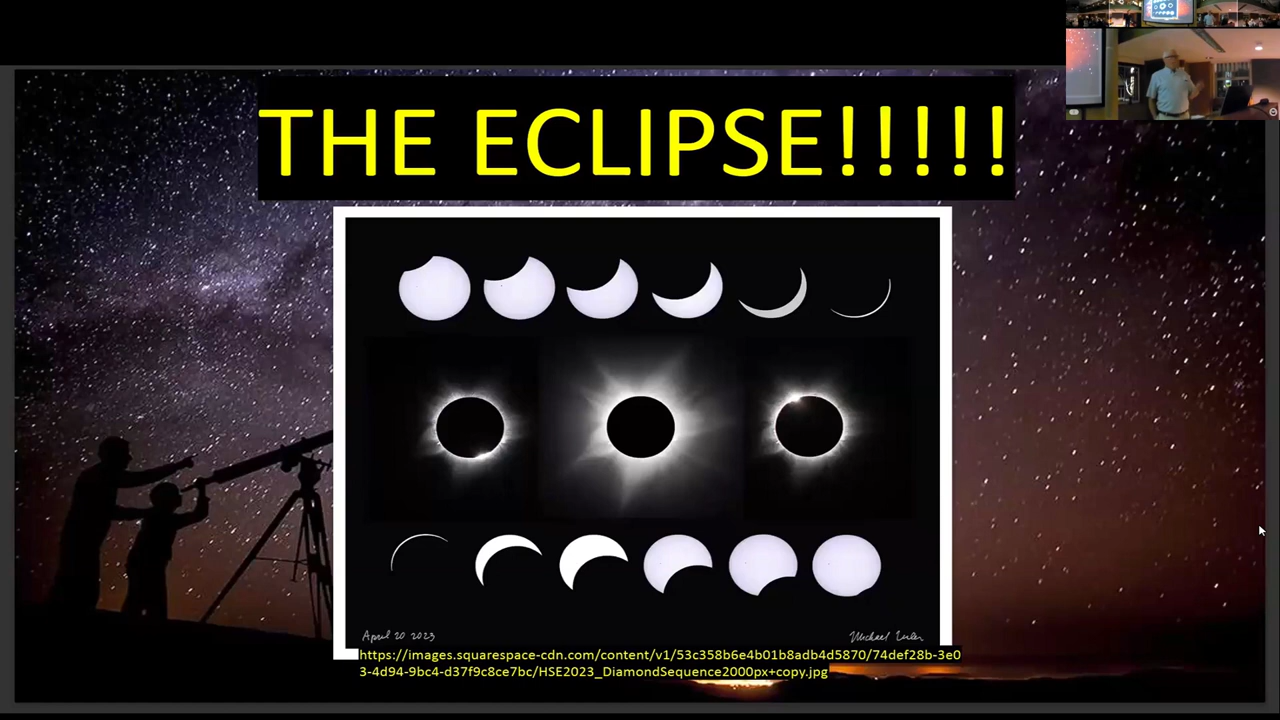 THE ECLIPSE!!!!!
April 20 2023
Michael
https://images.squarespace-cdn.com/content/v1/53c358b6e4b01b8adb4d5870/74def28b-3e0
3-4d94-9bc4-d37f9c8ce7bc/HSE2023_DiamondSequence2000px+copy.jpg